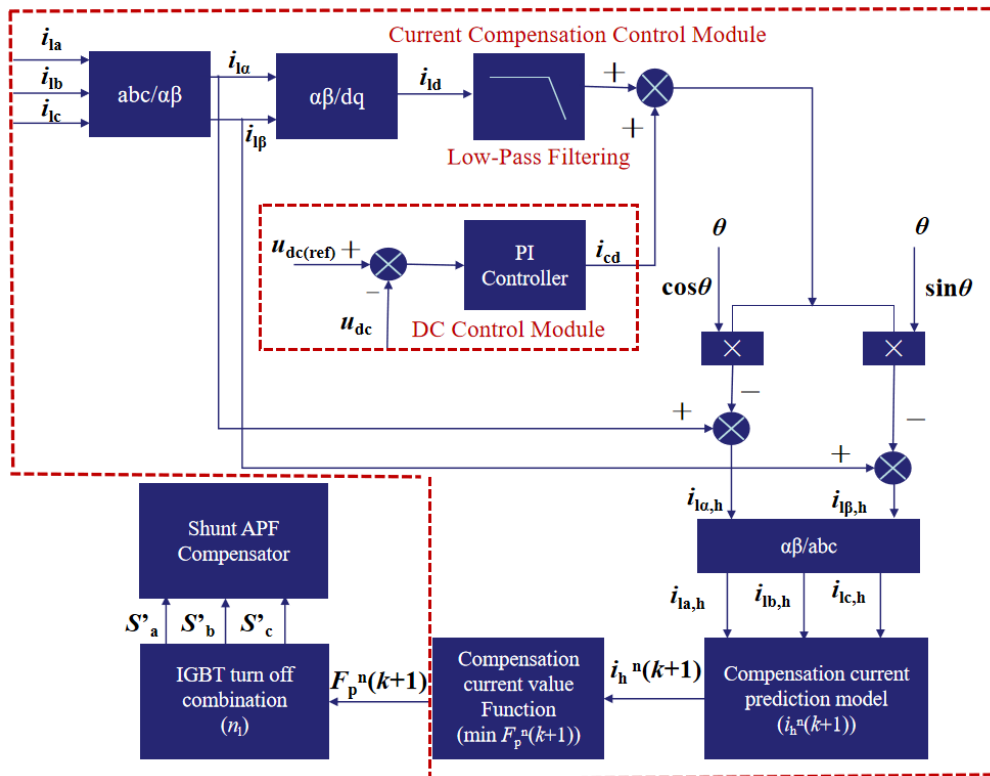 Current Compensation Control Module
i_la
i_lb
i_lc
abc/αβ
i_lα
i_lβ
αβ/dq
i_ld
+
+
Low-Pass Filtering
u_dc(ref) +
−
u_dc
PI
Controller
i_cd
DC Control Module
θ
cosθ
θ
sinθ
×
×
−
+
−
+
i_lα,h
i_lβ,h
αβ/abc
i_la,h
i_lb,h
i_lc,h
Compensation current
prediction model
(i_h^n(k+1))
i_h^n(k+1)
Compensation
current value
Function
(min F_p^n(k+1))
F_p^n(k+1)
IGBT turn off
combination
(n_1)
S'_a
S'_b
S'_c
Shunt APF
Compensator